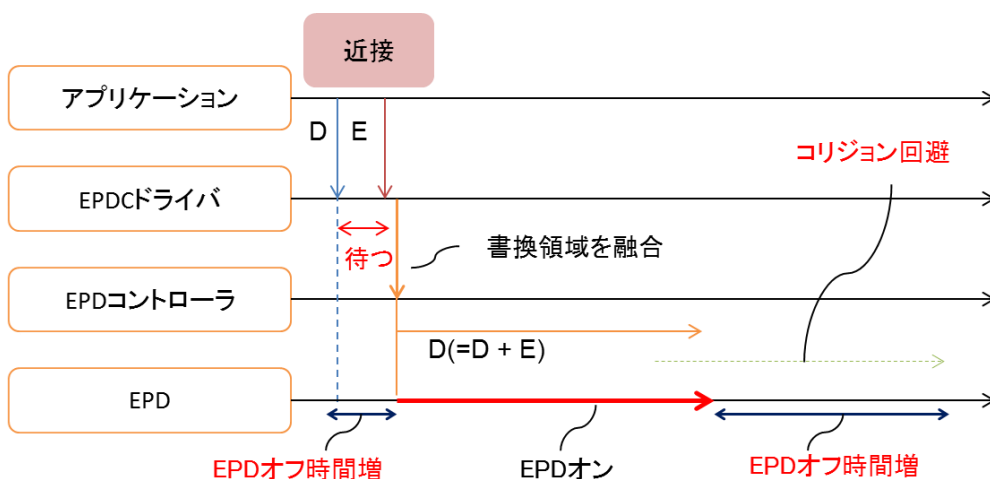 近接
アプリケーション
D
E
コリジョン回避
EPDCドライバ
待つ
書換領域を融合
EPDコントローラ
D(=D + E)
EPD
EPDオフ時間増
EPDオン
EPDオフ時間増